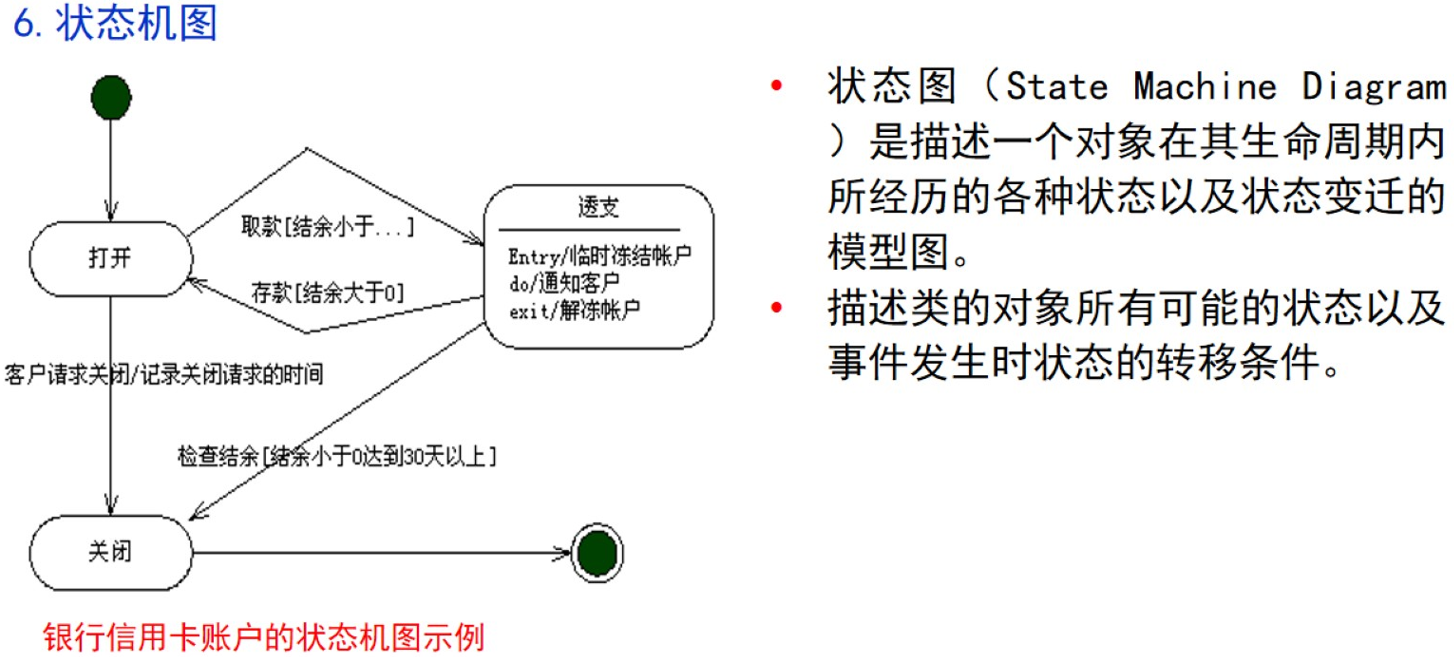 6. 状态机图
打开
取款[结余小于...]
存款[结余大于0]
透支
Entry/临时冻结帐户
do/通知客户
exit/解冻帐户
客户请求关闭/记录关闭请求的时间
检查结余[结余小于0达到30天以上]
关闭
银行信用卡账户的状态机图示例
• 状态图（State Machine Diagram
）是描述一个对象在其生命周期内
所经历的各种状态以及状态变迁的
模型图。
• 描述类的对象所有可能的状态以及
事件发生时状态的转移条件。